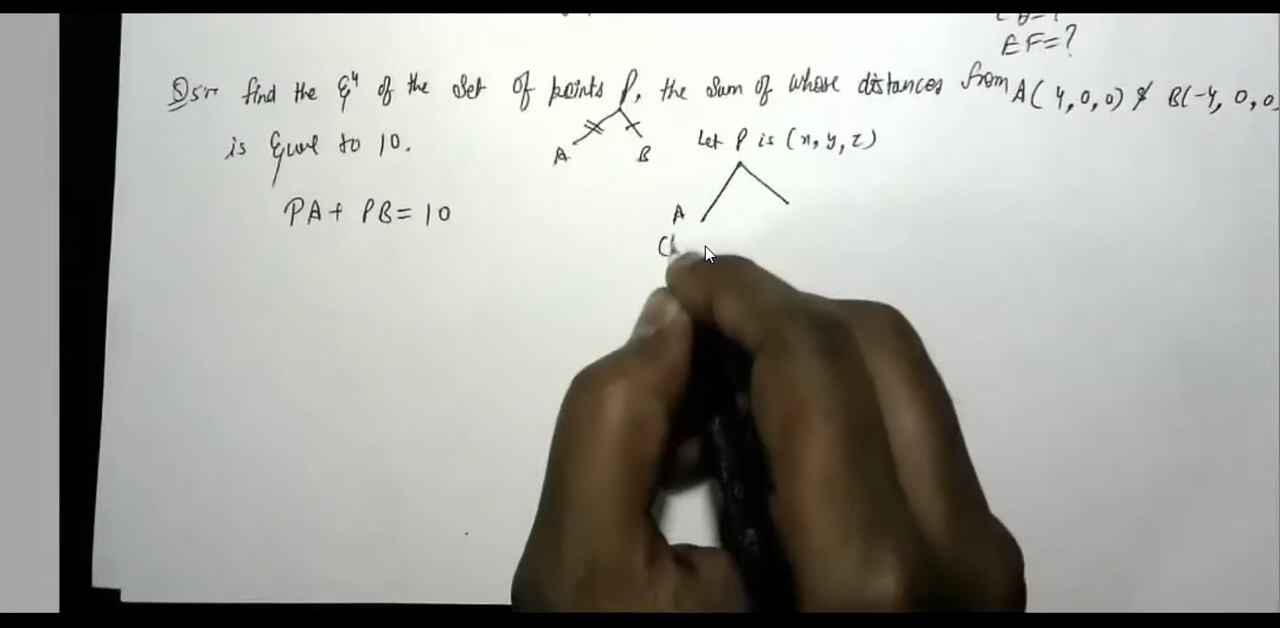 EF=?
find the Eq of the set of points P, the sum of whose distances from A(4,0,0) & B(-4,0,0
is Equal to 10.
A B
Let P is (x, y, z)
PA+ PB= 10
A